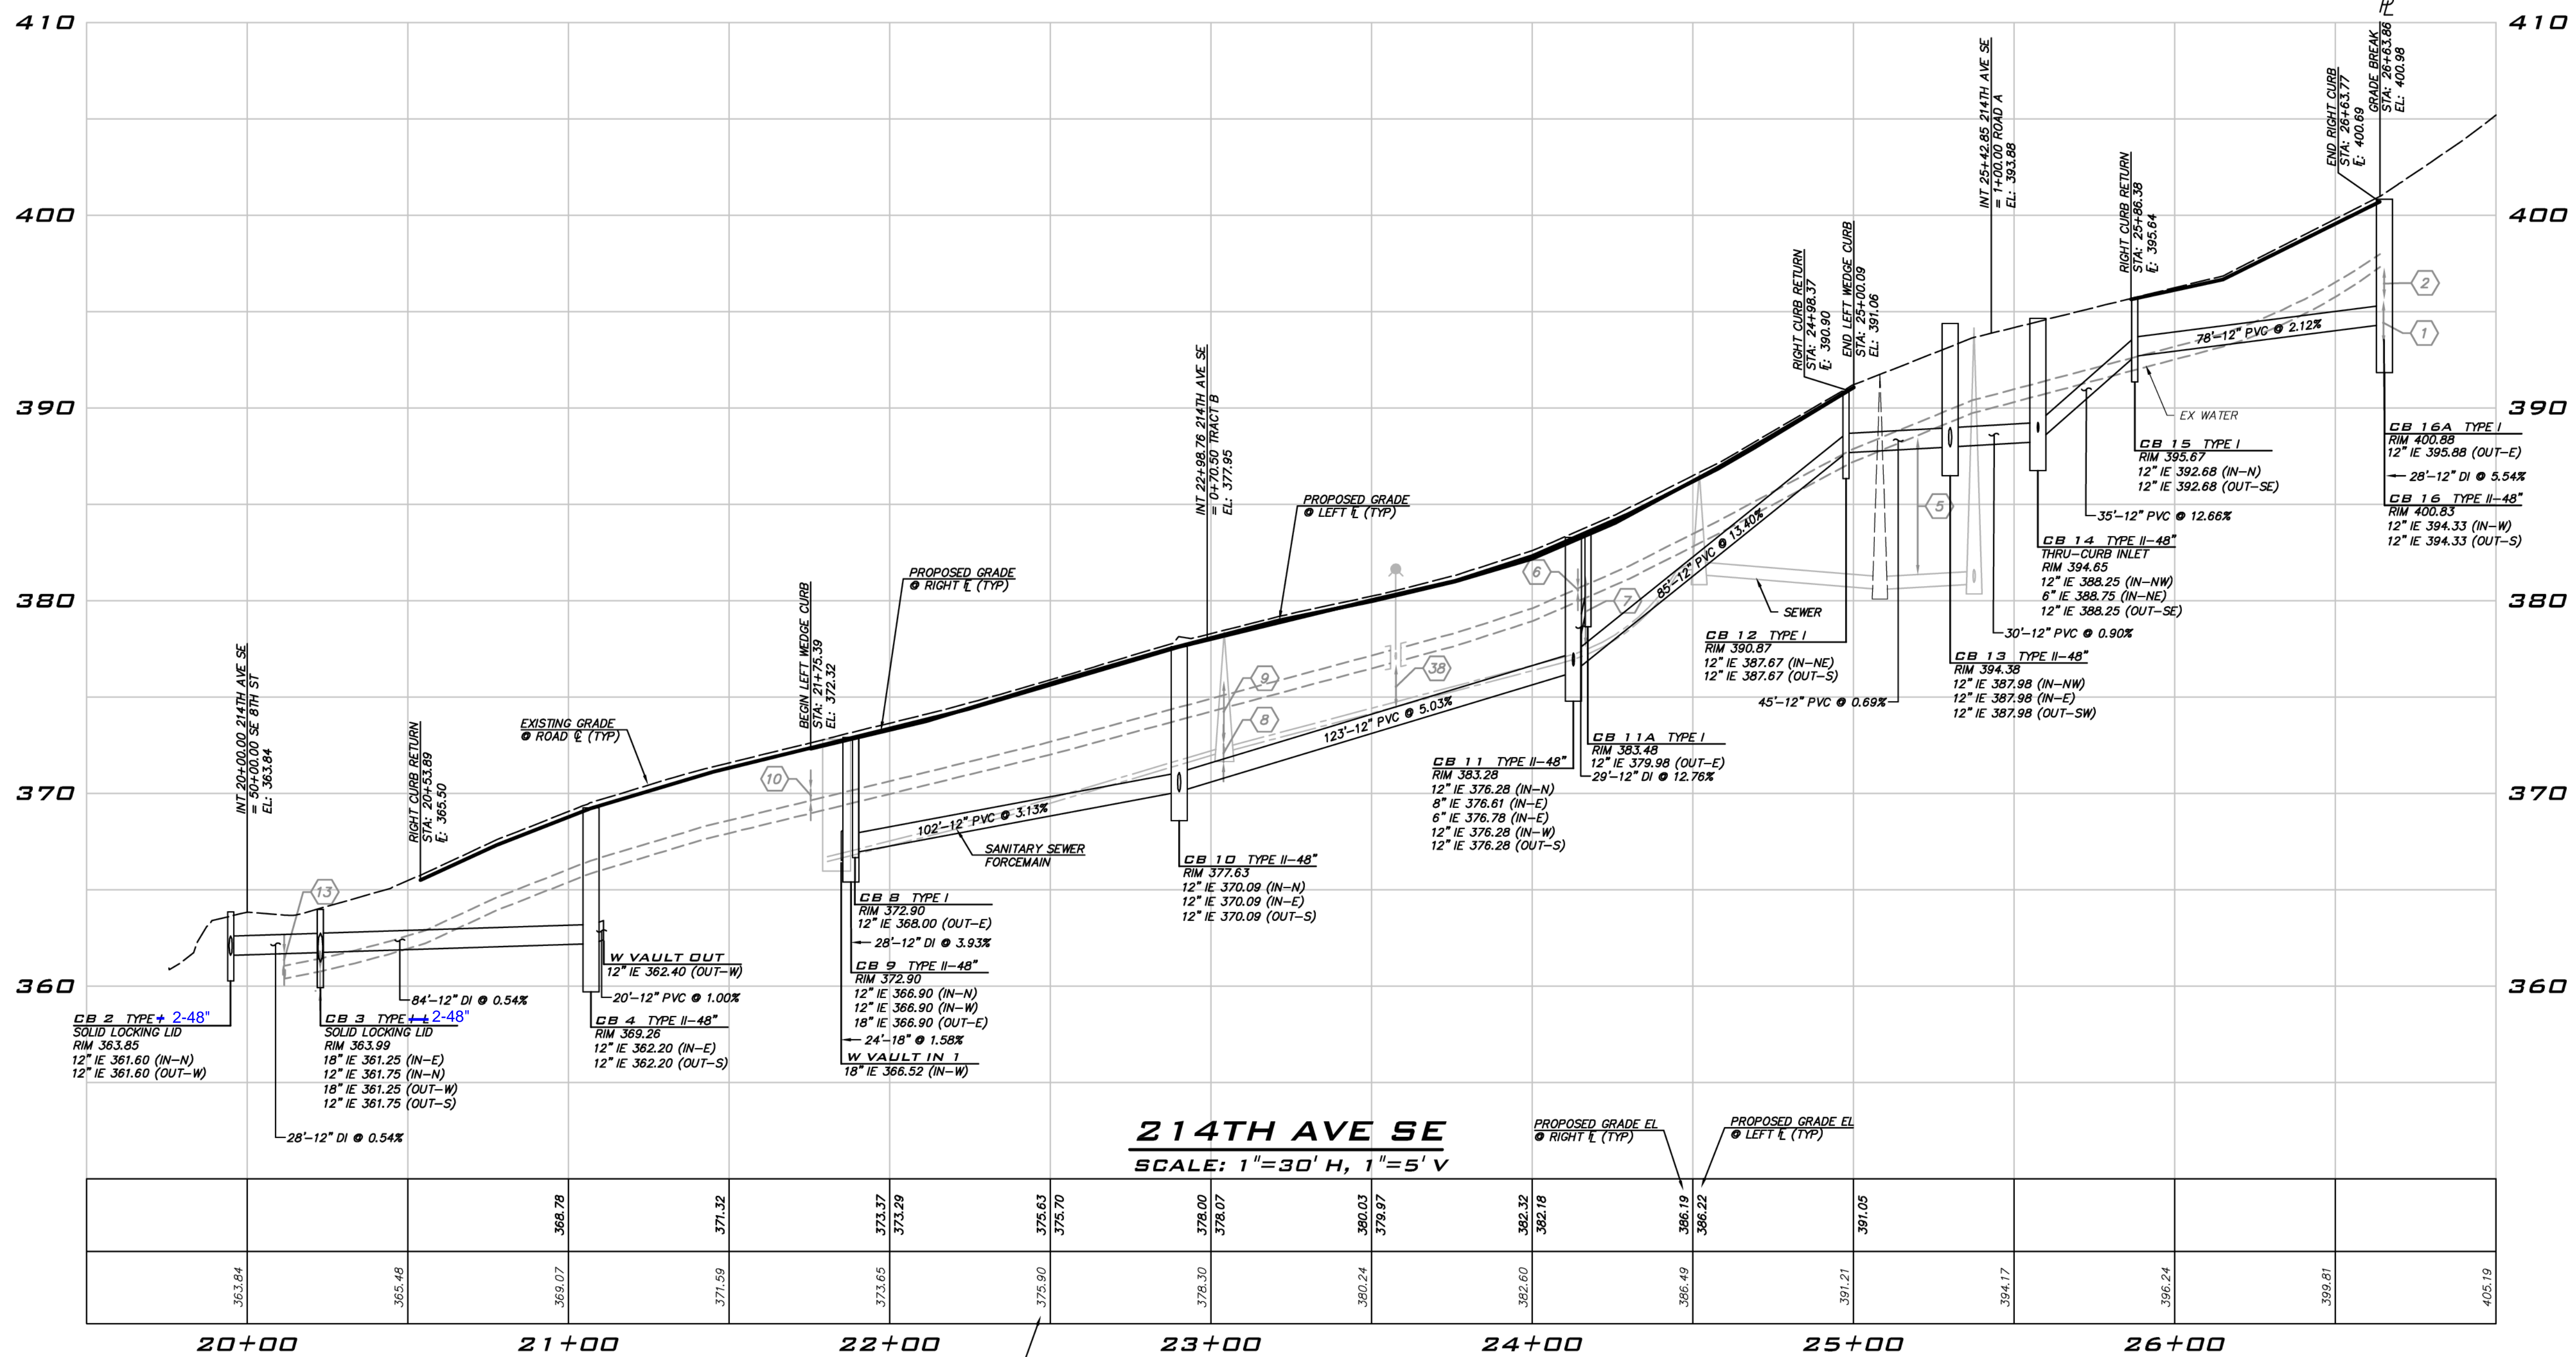 410
410
PL
GRADE BREAK
STA: 26+63.86
EL: 400.98
END RIGHT CURB
STA: 26+63.77
FL: 400.69
INT 25+42.85 214TH AVE SE
= 1+00.00 ROAD A
EL: 393.88
RIGHT CURB RETURN
STA: 25+86.38
FL: 395.64
400
400
END LEFT WEDGE CURB
STA: 25+00.09
EL: 391.06
RIGHT CURB RETURN
STA: 24+98.37
FL: 390.90
2
1
78'-12" PVC @ 2.12%
EX WATER
INT 22+98.76 214TH AVE SE
= 0+70.50 TRACT B
EL: 377.95
390
390
CB 16A TYPE I
RIM 400.88
12" IE 395.88 (OUT-E)
28'-12" DI @ 5.54%
CB 16 TYPE II-48"
RIM 400.83
12" IE 394.33 (IN-W)
12" IE 394.33 (OUT-S)
CB 15 TYPE I
RIM 395.67
12" IE 392.68 (IN-N)
12" IE 392.68 (OUT-SE)
35'-12" PVC @ 12.66%
CB 14 TYPE II-48"
THRU-CURB INLET
RIM 394.65
12" IE 388.25 (IN-NW)
6" IE 388.75 (IN-NE)
12" IE 388.25 (OUT-SE)
30'-12" PVC @ 0.90%
5
PROPOSED GRADE
@ LEFT FL (TYP)
PROPOSED GRADE
@ RIGHT FL (TYP)
85'-12" PVC @ 13.40%
6
7
SEWER
380
380
CB 12 TYPE I
RIM 390.87
12" IE 387.67 (IN-NE)
12" IE 387.67 (OUT-S)
CB 13 TYPE II-48"
RIM 394.38
12" IE 387.98 (IN-NW)
12" IE 387.98 (IN-E)
12" IE 387.98 (OUT-SW)
45'-12" PVC @ 0.69%
BEGIN LEFT WEDGE CURB
STA: 21+75.39
EL: 372.32
INT 20+00.00 214TH AVE SE
= 50+00.00 SE 8TH ST
EL: 363.84
RIGHT CURB RETURN
STA: 20+53.89
FL: 365.50
EXISTING GRADE
@ ROAD CL (TYP)
9
8
38
10
123'-12" PVC @ 5.03%
CB 11A TYPE I
RIM 383.48
12" IE 379.98 (OUT-E)
29'-12" DI @ 12.76%
CB 11 TYPE II-48"
RIM 383.28
12" IE 376.28 (IN-N)
8" IE 376.61 (IN-E)
6" IE 376.78 (IN-E)
12" IE 376.28 (IN-W)
12" IE 376.28 (OUT-S)
370
370
102'-12" PVC @ 3.13%
SANITARY SEWER
FORCEMAIN
CB 10 TYPE II-48"
RIM 377.63
12" IE 370.09 (IN-N)
12" IE 370.09 (IN-E)
12" IE 370.09 (OUT-S)
13
CB 8 TYPE I
RIM 372.90
12" IE 368.00 (OUT-E)
28'-12" DI @ 3.93%
CB 9 TYPE II-48"
RIM 372.90
12" IE 366.90 (IN-N)
12" IE 366.90 (IN-W)
18" IE 366.90 (OUT-E)
24'-18" @ 1.58%
W VAULT IN 1
18" IE 366.52 (IN-W)
W VAULT OUT
12" IE 362.40 (OUT-W)
20'-12" PVC @ 1.00%
360
360
84'-12" DI @ 0.54%
CB 2 TYPE I 2-48"
SOLID LOCKING LID
RIM 363.85
12" IE 361.60 (IN-N)
12" IE 361.60 (OUT-W)
CB 3 TYPE I-L 2-48"
SOLID LOCKING LID
RIM 363.99
18" IE 361.25 (IN-E)
12" IE 361.75 (IN-N)
18" IE 361.25 (OUT-W)
12" IE 361.75 (OUT-S)
CB 4 TYPE II-48"
RIM 369.26
12" IE 362.20 (IN-E)
12" IE 362.20 (OUT-S)
28'-12" DI @ 0.54%
214TH AVE SE
SCALE: 1"=30' H, 1"=5' V
PROPOSED GRADE EL
@ RIGHT FL (TYP)
PROPOSED GRADE EL
@ LEFT FL (TYP)
368.78
371.32
373.37
373.29
375.63
375.70
378.00
378.07
380.03
379.97
382.32
382.18
386.19
386.22
391.05
363.84
365.48
369.07
371.59
373.65
375.90
378.30
380.24
382.60
386.49
391.21
394.17
396.24
399.81
405.19
20+00
21+00
22+00
23+00
24+00
25+00
26+00